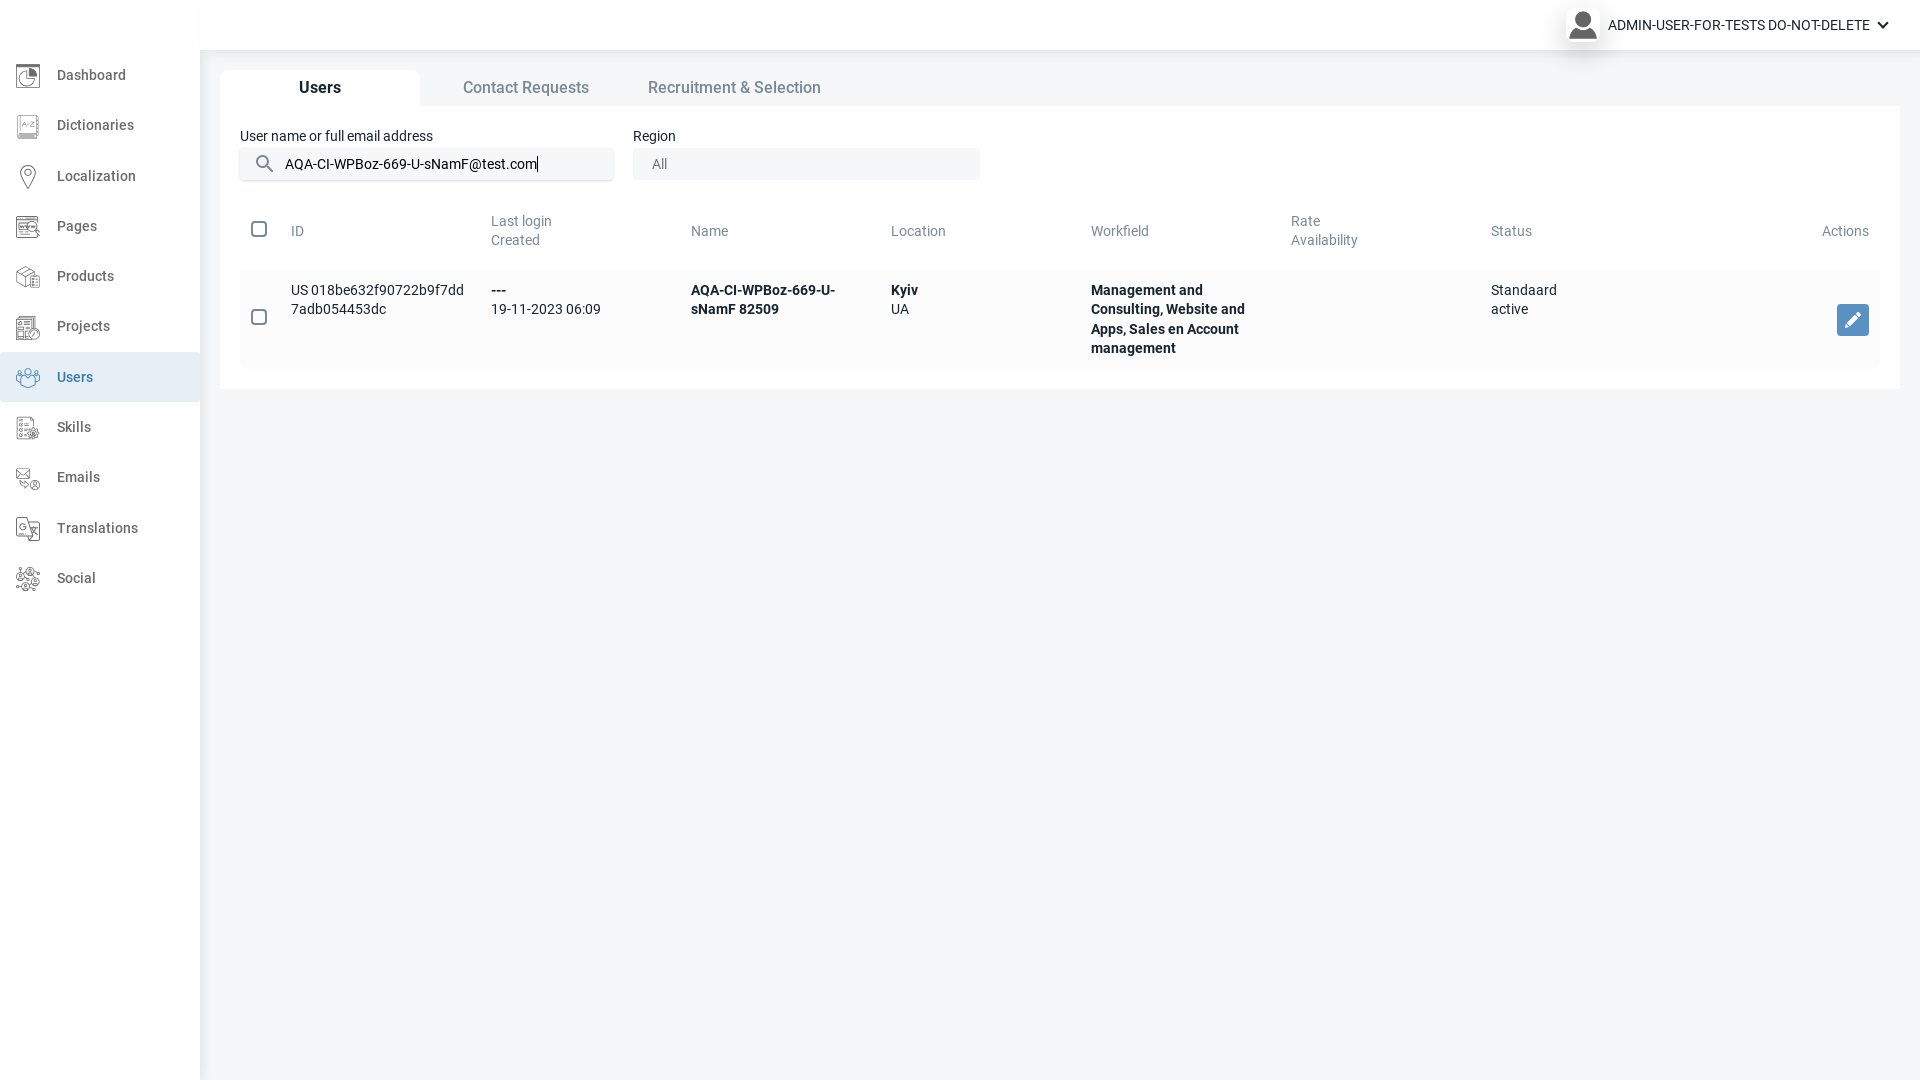 ADMIN-USER-FOR-TESTS DO-NOT-DELETE
Dashboard
Dictionaries
Localization
Pages
Products
Projects
Users
Skills
Emails
Translations
Social
Users
Contact Requests
Recruitment & Selection
User name or full email address
Region
AQA-CI-WPBoz-669-U-sNamF@test.com
All
ID
Last login
Created
Name
Location
Workfield
Rate
Availability
Status
Actions
US 018be632f90722b9f7dd
7adb054453dc
---
19-11-2023 06:09
AQA-CI-WPBoz-669-U-
sNamF 82509
Kyiv
UA
Management and
Consulting, Website and
Apps, Sales en Account
management
Standaard
active